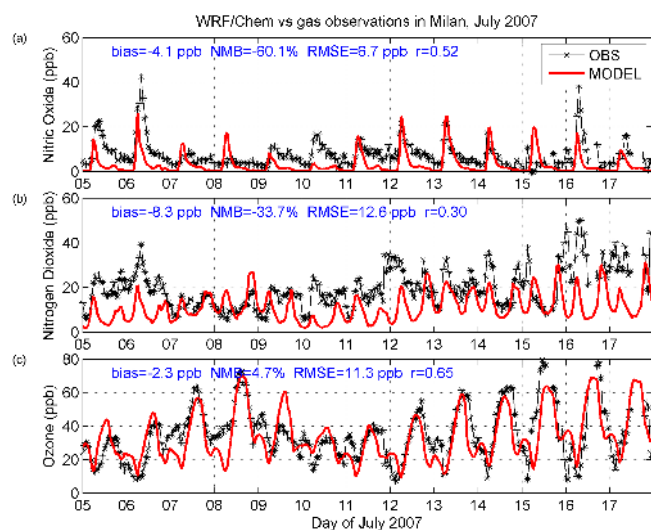 WRF/Chem vs gas observations in Milan, July 2007
(a)
bias=-4.1 ppb NMB=-60.1% RMSE=6.7 ppb r=0.52
OBS
MODEL
Nitric Oxide (ppb)
60
40
20
0
05 06 07 08 09 10 11 12 13 14 15 16 17
(b)
bias=-8.3 ppb NMB=-33.7% RMSE=12.6 ppb r=0.30
Nitrogen Dioxide (ppb)
60
40
20
0
05 06 07 08 09 10 11 12 13 14 15 16 17
(c)
bias=-2.3 ppb NMB=4.7% RMSE=11.3 ppb r=0.65
Ozone (ppb)
80
60
40
20
0
05 06 07 08 09 10 11 12 13 14 15 16 17
Day of July 2007